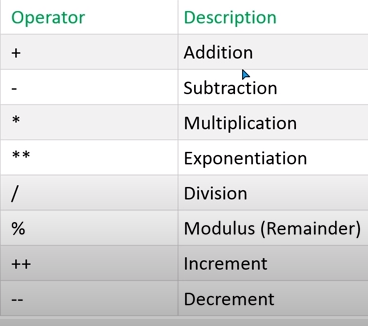 Operator Description
+ Addition
- Subtraction
* Multiplication
** Exponentiation
/ Division
% Modulus (Remainder)
++ Increment
-- Decrement